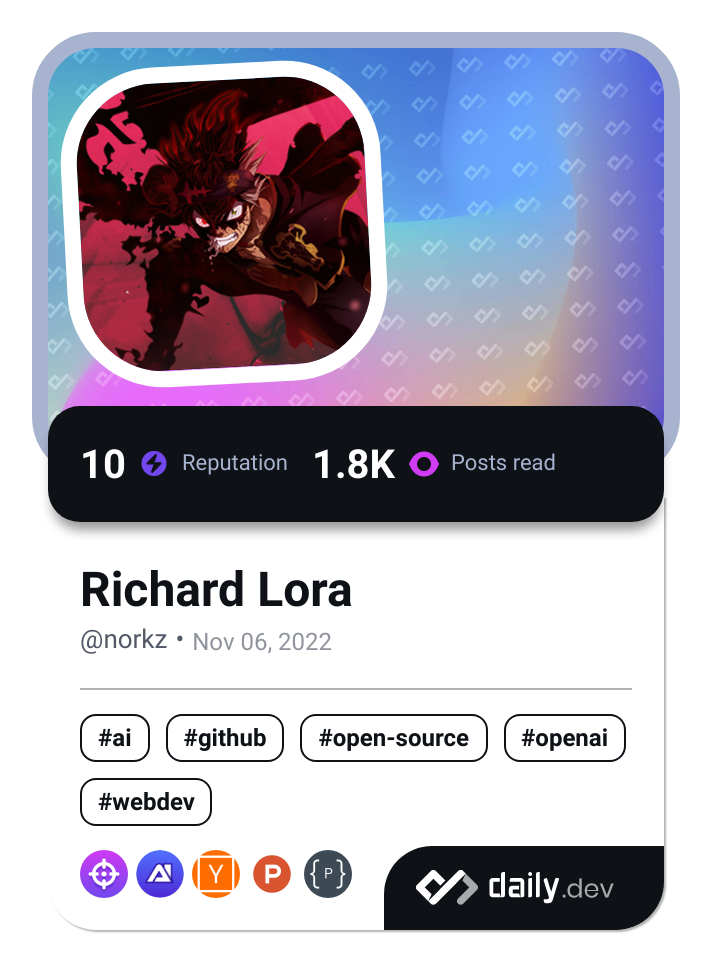 10 Reputation 1.8K Posts read
Richard Lora
@norkz • Nov 06, 2022
#ai #github #open-source #openai
#webdev
Y P {P} daily.dev